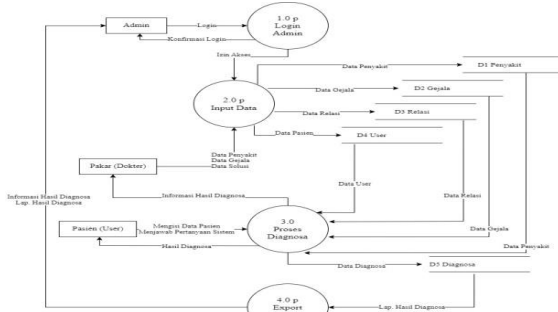 Admin
Login
Konfirmasi Login
1.0 p
Login
Admin
Izin Akses
Data Penyakit
D1 Penyakit
2.0 p
Input Data
Data Gejala
D2 Gejala
Data Relasi
D3 Relasi
Data Pasien
D4 User
Pakar (Dokter)
Data Penyakit
Data Gejala
Data Solusi
Data User
Informasi Hasil Diagnosa
Lap. Hasil Diagnosa
Informasi Hasil Diagnosa
Data Relasi
Pasien (User)
Mengisi Data Pasien
Menjawab Pertanyaan Sistem
Hasil Diagnosa
3.0
Proses
Diagnosa
Data Gejala
Data Penyakit
Data Diagnosa
D5 Diagnosa
4.0 p
Export
Lap. Hasil Diagnosa